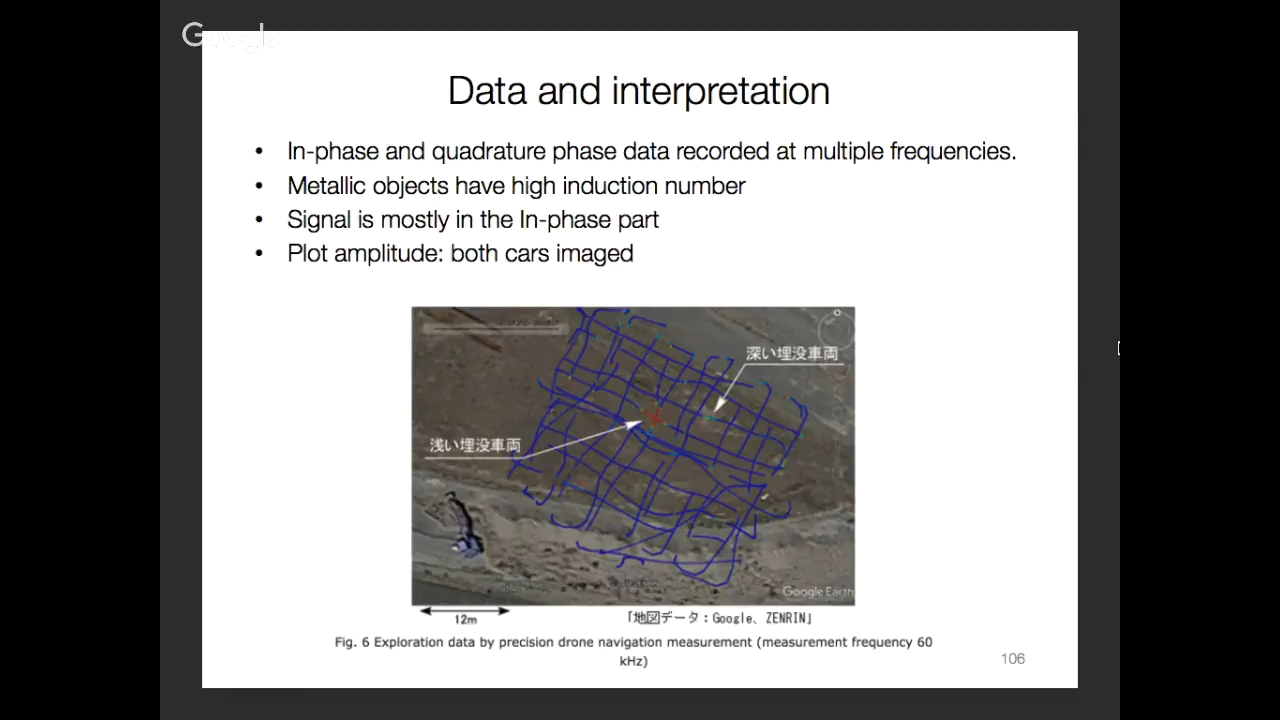 Google
Data and interpretation
• In-phase and quadrature phase data recorded at multiple frequencies.
• Metallic objects have high induction number
• Signal is mostly in the In-phase part
• Plot amplitude: both cars imaged
深い埋没車両
浅い埋没車両
Google Earth
12m
「地図データ：Google、ZENRIN」
Fig. 6 Exploration data by precision drone navigation measurement (measurement frequency 60
kHz)
106